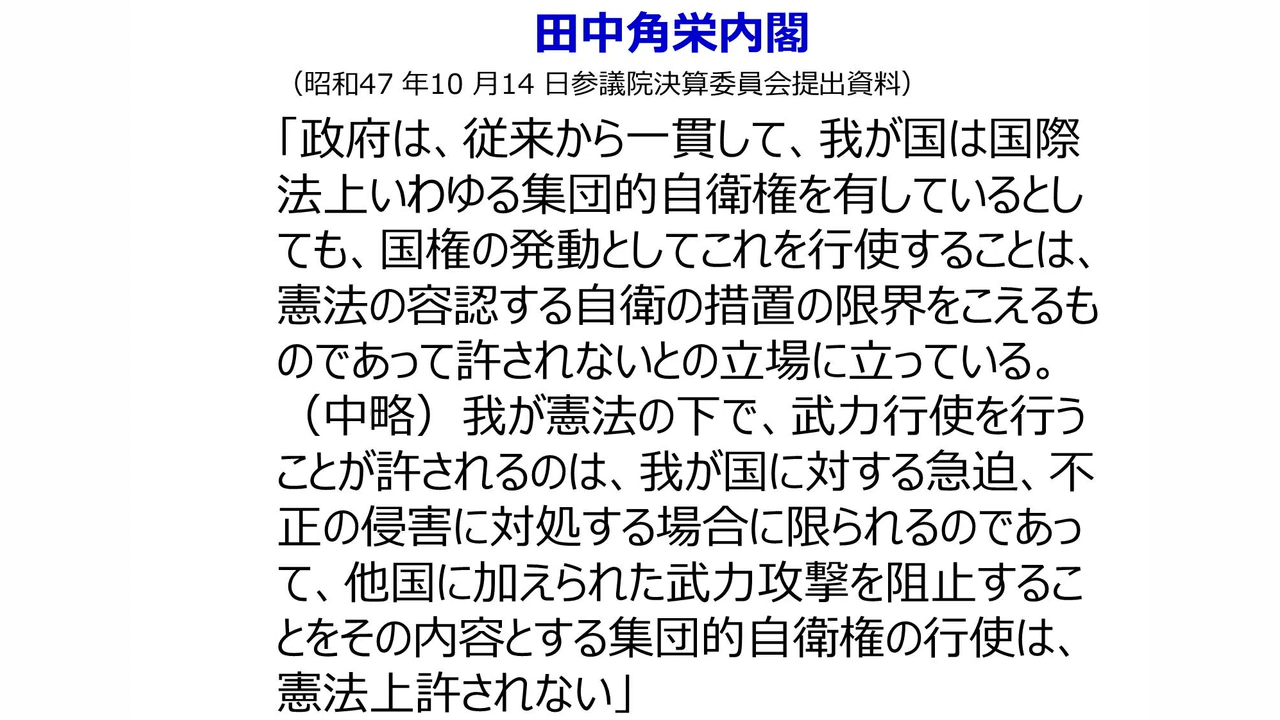 田中角栄内閣
（昭和47 年10 月14 日参議院決算委員会提出資料）
「政府は、従来から一貫して、我が国は国際
法上いわゆる集団的自衛権を有しているとし
ても、国権の発動としてこれを行使することは、
憲法の容認する自衛の措置の限界をこえるも
のであって許されないとの立場に立っている。
（中略）我が憲法の下で、武力行使を行う
ことが許されるのは、我が国に対する急迫、不
正の侵害に対処する場合に限られるのであっ
て、他国に加えられた武力攻撃を阻止するこ
とをその内容とする集団的自衛権の行使は、
憲法上許されない」